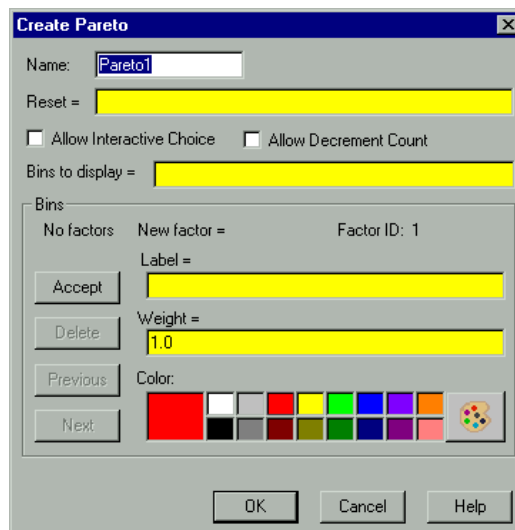 Create Pareto
Name: Pareto1
Reset =
Allow Interactive Choice Allow Decrement Count
Bins to display =
Bins
No factors New factor = Factor ID: 1
Label =
Accept
Weight =
Delete 1.0
Previous Color:
Next
OK Cancel Help